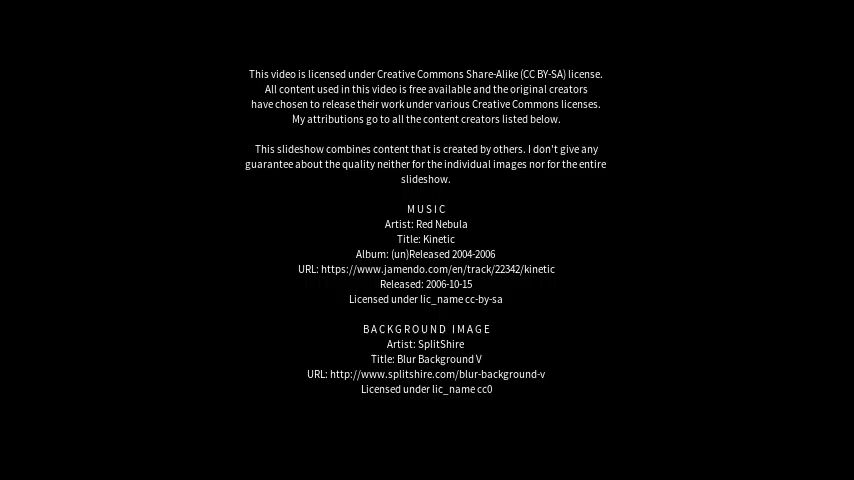 This video is licensed under Creative Commons Share-Alike (CC BY-SA) license.
All content used in this video is free available and the original creators
have chosen to release their work under various Creative Commons licenses.
My attributions go to all the content creators listed below.
This slideshow combines content that is created by others. I don't give any
guarantee about the quality neither for the individual images nor for the entire
slideshow.
MUSIC
Artist: Red Nebula
Title: Kinetic
Album: (un)Released 2004-2006
URL: https://www.jamendo.com/en/track/22342/kinetic
Released: 2006-10-15
Licensed under lic_name cc-by-sa
BACKGROUND IMAGE
Artist: SplitShire
Title: Blur Background V
URL: http://www.splitshire.com/blur-background-v
Licensed under lic_name cc0